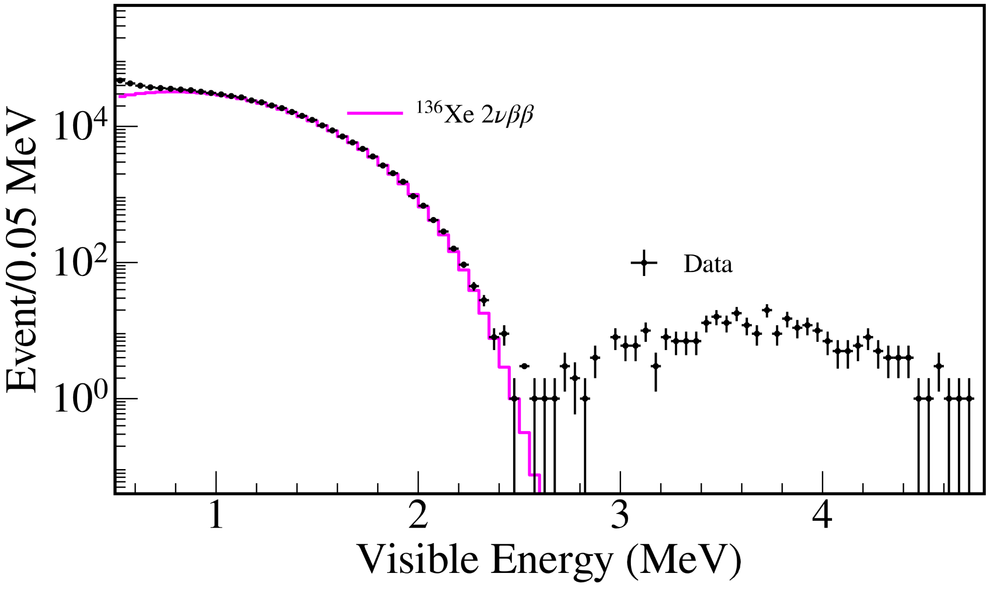 Event/0.05 MeV
10⁴
10²
10⁰
¹³⁶Xe 2νββ
Data
1 2 3 4
Visible Energy (MeV)